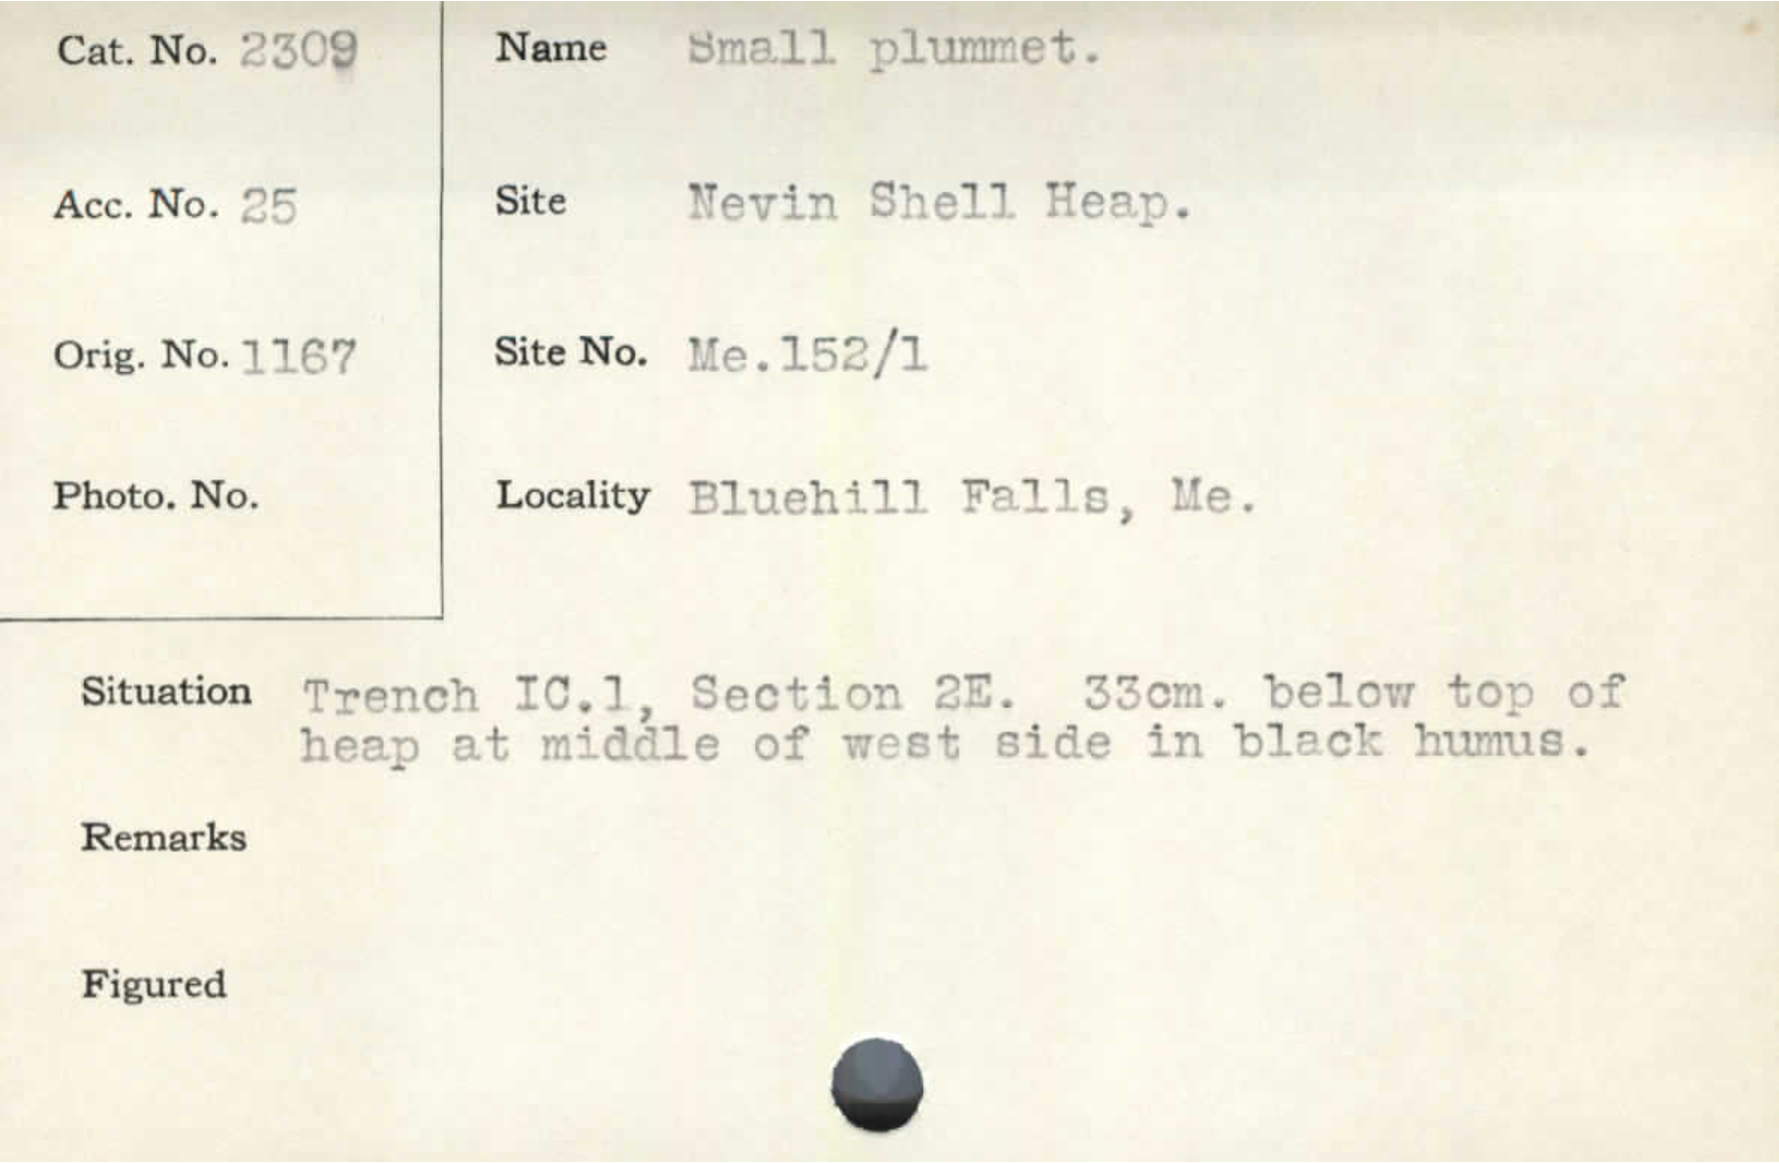 Cat. No. 2309
Name Small plummet.
Acc. No. 25
Site Nevin Shell Heap.
Orig. No. 1167
Site No. Me.152/1
Photo. No.
Locality Bluehill Falls, Me.
Situation Trench IC.1, Section 2E. 33cm. below top of
heap at middle of west side in black humus.
Remarks
Figured